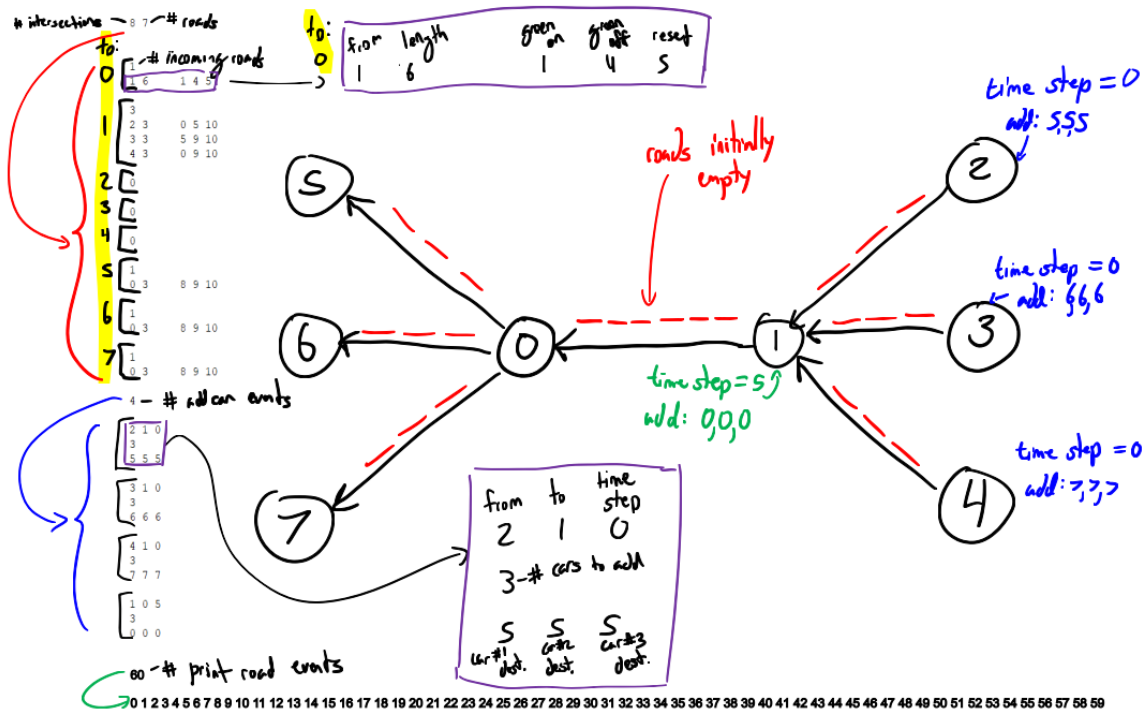 # intersections - 8 7 - # roads
to:
0
1 # incoming roads
1 6 1 4 5
1
3
2 3 0 5 10
3 3 5 9 10
4 3 0 9 10
2
0
3
0
4
0
5
1
0 3 8 9 10
6
1
0 3 8 9 10
7
1
0 3 8 9 10
4 - # add car events
2 1 0
3
5 5 5
3 1 0
3
6 6 6
4 1 0
3
7 7 7
1 0 5
3
0 0 0
60 - # print road events
0 1 2 3 4 5 6 7 8 9 10 11 12 13 14 15 16 17 18 19 20 21 22 23 24 25 26 27 28 29 30 31 32 33 34 35 36 37 38 39 40 41 42 43 44 45 46 47 48 49 50 51 52 53 54 55 56 57 58 59
to:
0
from length green on green off reset
1 6 1 4 5
roads initially
empty
time step = 0
add: 5,5,5
time step = 0
add: 6,6,6
time step = 0
add: 7,7,7
time step = 5
add: 0,0,0
5
6
7
0
1
2
3
4
from to time step
2 1 0
3 - # cars to add
5 5 5
car #1 dest. car #2 dest. car #3 dest.